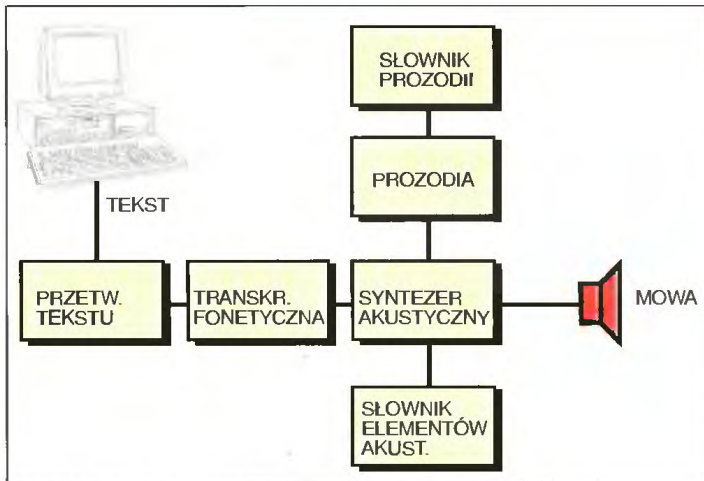 SŁOWNIK
PROZODII
PROZODIA
TEKST
PRZETW.
TEKSTU
TRANSKR.
FONETYCZNA
SYNTEZER
AKUSTYCZNY
MOWA
SŁOWNIK
ELEMENTÓW
AKUST.